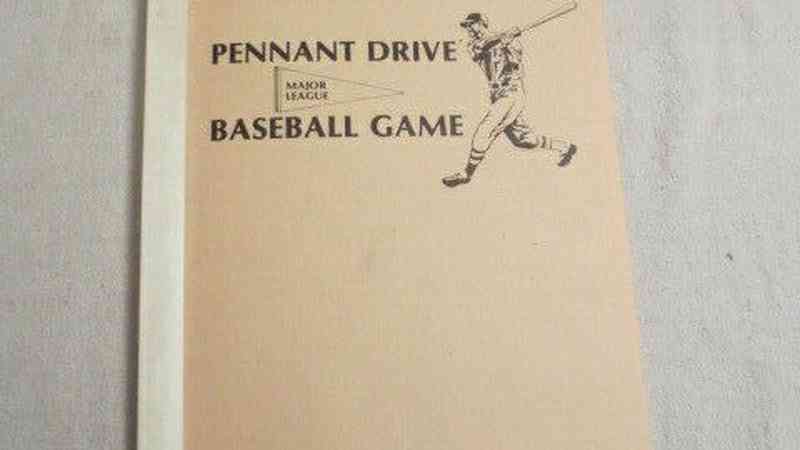 PENNANT DRIVE
MAJOR
LEAGUE
BASEBALL GAME